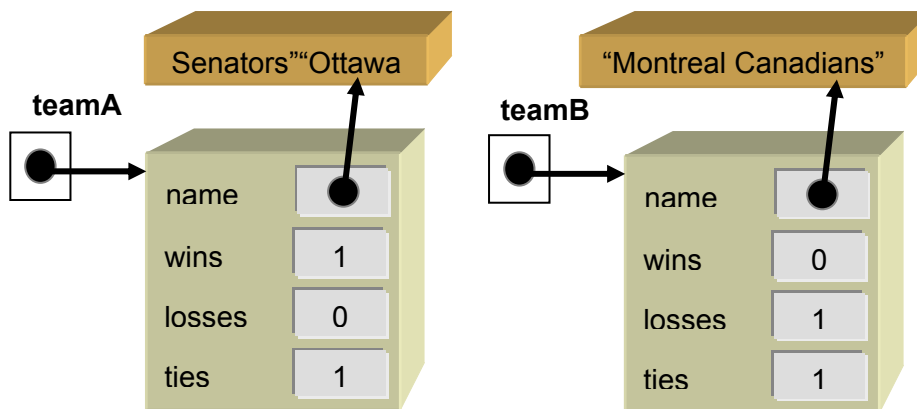 Senators”“Ottawa
“Montreal Canadians”
teamA
teamB
name
wins 1
losses 0
ties 1
name
wins 0
losses 1
ties 1